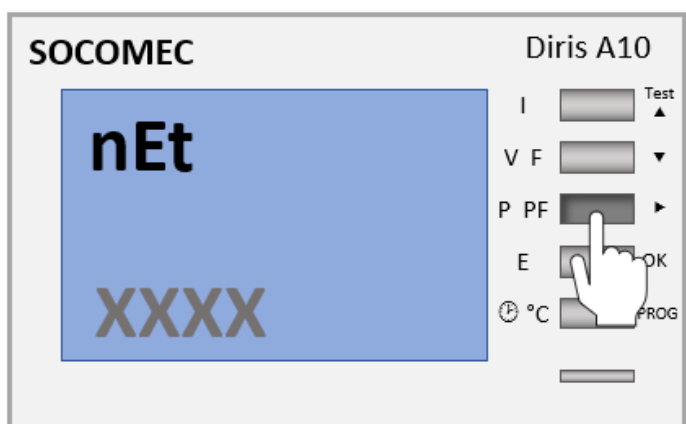 SOCOMEC
Diris A10
nEt
XXXX
I
Test
▲
V F
▼
P PF
►
E
OK
°C
PROG